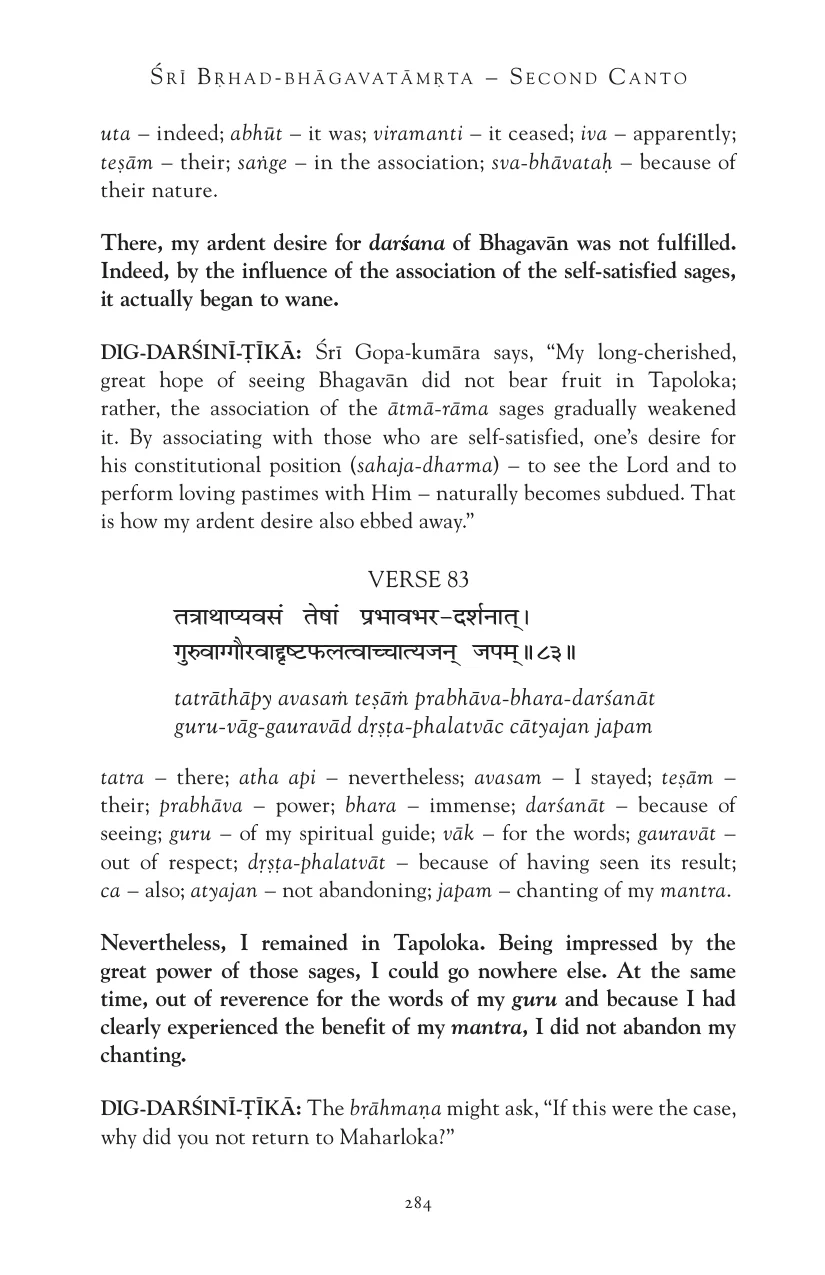 Śrī Bṛhad-bhāgavatāmṛta – Second Canto
uta – indeed; abhūt – it was; viramanti – it ceased; iva – apparently;
teṣām – their; saṅge – in the association; sva-bhāvataḥ – because of
their nature.
There, my ardent desire for darśana of Bhagavān was not fulfilled.
Indeed, by the influence of the association of the self-satisfied sages,
it actually began to wane.
DIG-DARŚINĪ-ṬĪKĀ: Śrī Gopa-kumāra says, “My long-cherished,
great hope of seeing Bhagavān did not bear fruit in Tapoloka;
rather, the association of the ātmā-rāma sages gradually weakened
it. By associating with those who are self-satisfied, one’s desire for
his constitutional position (sahaja-dharma) – to see the Lord and to
perform loving pastimes with Him – naturally becomes subdued. That
is how my ardent desire also ebbed away.”
VERSE 83
तत्राथाप्यवसं तेषां प्रभावभर-दर्शनात्।
गुरुवाग्गौरवाद्दृष्टफलत्वाच्चात्यजन् जपम्॥८३॥
tatrāthāpy avasaṁ teṣāṁ prabhāva-bhara-darśanāt
guru-vāg-gauravād dṛṣṭa-phalatvāc cātyajan japam
tatra – there; atha api – nevertheless; avasam – I stayed; teṣām –
their; prabhāva – power; bhara – immense; darśanāt – because of
seeing; guru – of my spiritual guide; vāk – for the words; gauravāt –
out of respect; dṛṣṭa-phalatvāt – because of having seen its result;
ca – also; atyajan – not abandoning; japam – chanting of my mantra.
Nevertheless, I remained in Tapoloka. Being impressed by the
great power of those sages, I could go nowhere else. At the same
time, out of reverence for the words of my guru and because I had
clearly experienced the benefit of my mantra, I did not abandon my
chanting.
DIG-DARŚINĪ-ṬĪKĀ: The brāhmaṇa might ask, “If this were the case,
why did you not return to Maharloka?”
284